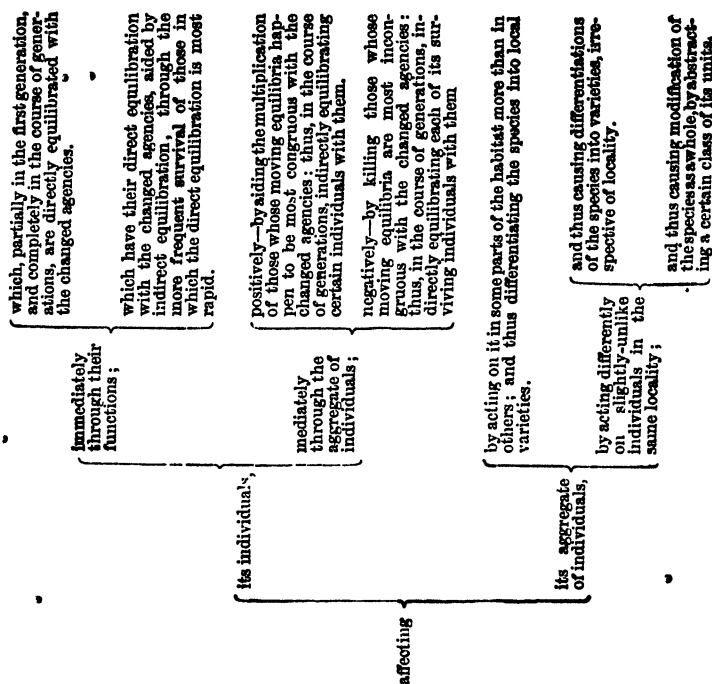 affecting
its individuals,
immediately
through their
functions;
which, partially in the first generation,
and completely in the course of gener-
ations, are directly equilibrated with
the changed agencies.
which have their direct equilibration
with the changed agencies, aided by
indirect equilibration, through the
more frequent survival of those in
which the direct equilibration is most
rapid.
mediately
through the
aggregate of
individuals;
positively—by aiding the multiplication
of those whose moving equilibria hap-
pen to be most congruous with the
changed agencies: thus, in the course
of generations, indirectly equilibrating
certain individuals with them.
negatively—by killing those whose
moving equilibria are most incon-
gruous with the changed agencies:
thus, in the course of generations, in-
directly equilibrating each of its sur-
viving individuals with them
its aggregate
of individuals,
by acting on it in some parts of the habitat more than in
others; and thus differentiating the species into local
varieties.
by acting differently
on slightly-unlike
individuals in the
same locality;
and thus causing differentiations
of the species into varieties, irre-
spective of locality.
and thus causing modification of
the species as a whole, by abstract-
ing a certain class of its units.